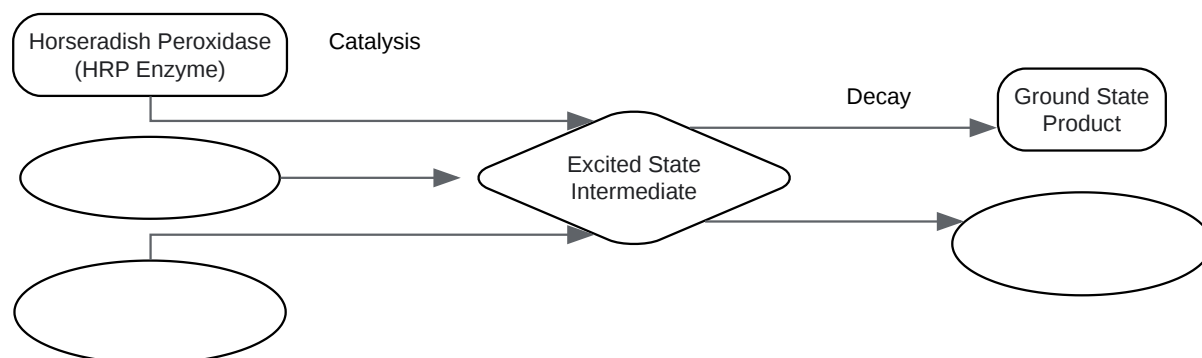 Horseradish Peroxidase
(HRP Enzyme)
Catalysis
Decay
Ground State
Product
Excited State
Intermediate